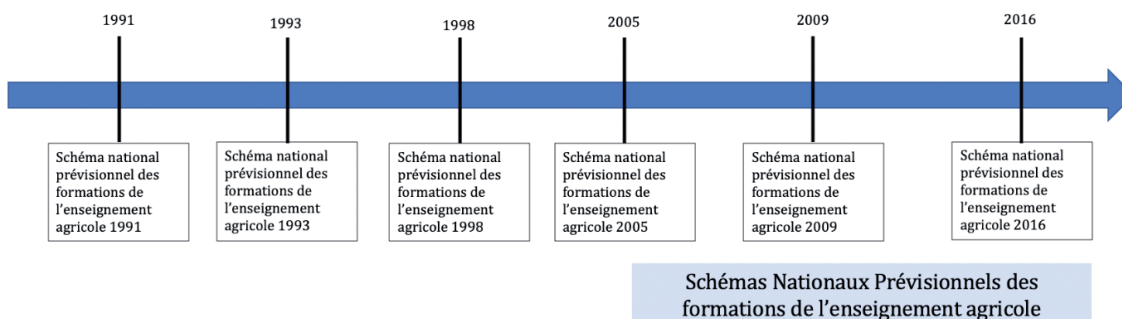 1991
1993
1998
2005
2009
2016
Schéma national
prévisionnel des
formations de
l'enseignement
agricole 1991
Schéma national
prévisionnel des
formations de
l'enseignement
agricole 1993
Schéma national
prévisionnel des
formations de
l'enseignement
agricole 1998
Schéma national
prévisionnel des
formations de
l'enseignement
agricole 2005
Schéma national
prévisionnel des
formations de
l'enseignement
agricole 2009
Schéma national
prévisionnel des
formations de
l'enseignement
agricole 2016
Schémas Nationaux Prévisionnels des
formations de l'enseignement agricole